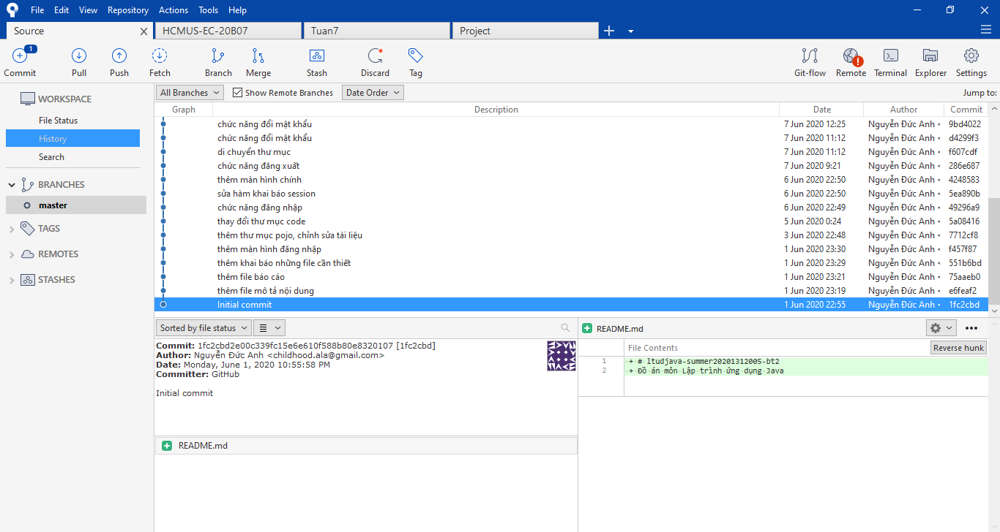 File Edit View Repository Actions Tools Help
Source HCMUS-EC-20B07 Tuan7 Project
1
Commit Pull Push Fetch Branch Merge Stash Discard Tag Git-flow Remote Terminal Explorer Settings
WORKSPACE
File Status
History
Search
BRANCHES
master
TAGS
REMOTES
STASHES
All Branches Show Remote Branches Date Order Jump to:
Graph Description Date Author Commit
chức năng đổi mật khẩu 7 Jun 2020 12:25 Nguyễn Đức Anh < 9bd4022
chức năng đổi mật khẩu 7 Jun 2020 11:12 Nguyễn Đức Anh < d4299f3
di chuyển thư mục 7 Jun 2020 11:12 Nguyễn Đức Anh < f607cdf
chức năng đăng xuất 7 Jun 2020 9:21 Nguyễn Đức Anh < 286e687
thêm màn hình chính 6 Jun 2020 22:50 Nguyễn Đức Anh < 4248583
sửa hàm khai báo session 6 Jun 2020 22:50 Nguyễn Đức Anh < 5ea890b
chức năng đăng nhập 6 Jun 2020 22:49 Nguyễn Đức Anh < 49296a9
thay đổi thư mục code 5 Jun 2020 0:24 Nguyễn Đức Anh < 5a08416
thêm thư mục pojo, chỉnh sửa tài liệu 3 Jun 2020 22:48 Nguyễn Đức Anh < 7712cf8
thêm màn hình đăng nhập 1 Jun 2020 23:30 Nguyễn Đức Anh < f457f87
thêm khai báo những file cần thiết 1 Jun 2020 23:29 Nguyễn Đức Anh < 551b6bd
thêm file báo cáo 1 Jun 2020 23:21 Nguyễn Đức Anh < 75aaeb0
thêm file mô tả nội dung 1 Jun 2020 23:19 Nguyễn Đức Anh < e6feaf2
Initial commit 1 Jun 2020 22:55 Nguyễn Đức Anh < 1fc2cbd
Sorted by file status
Commit: 1fc2cbd2e00c339fc15e6e610f588b80e8320107 [1fc2cbd]
Author: Nguyễn Đức Anh <childhood.ala@gmail.com>
Date: Monday, June 1, 2020 10:55:58 PM
Committer: GitHub
Initial commit
README.md
README.md
File Contents Reverse hunk
1 + # ltudjava-summer20201312005-bt2
2 + Đồ án môn Lập trình ứng dụng Java